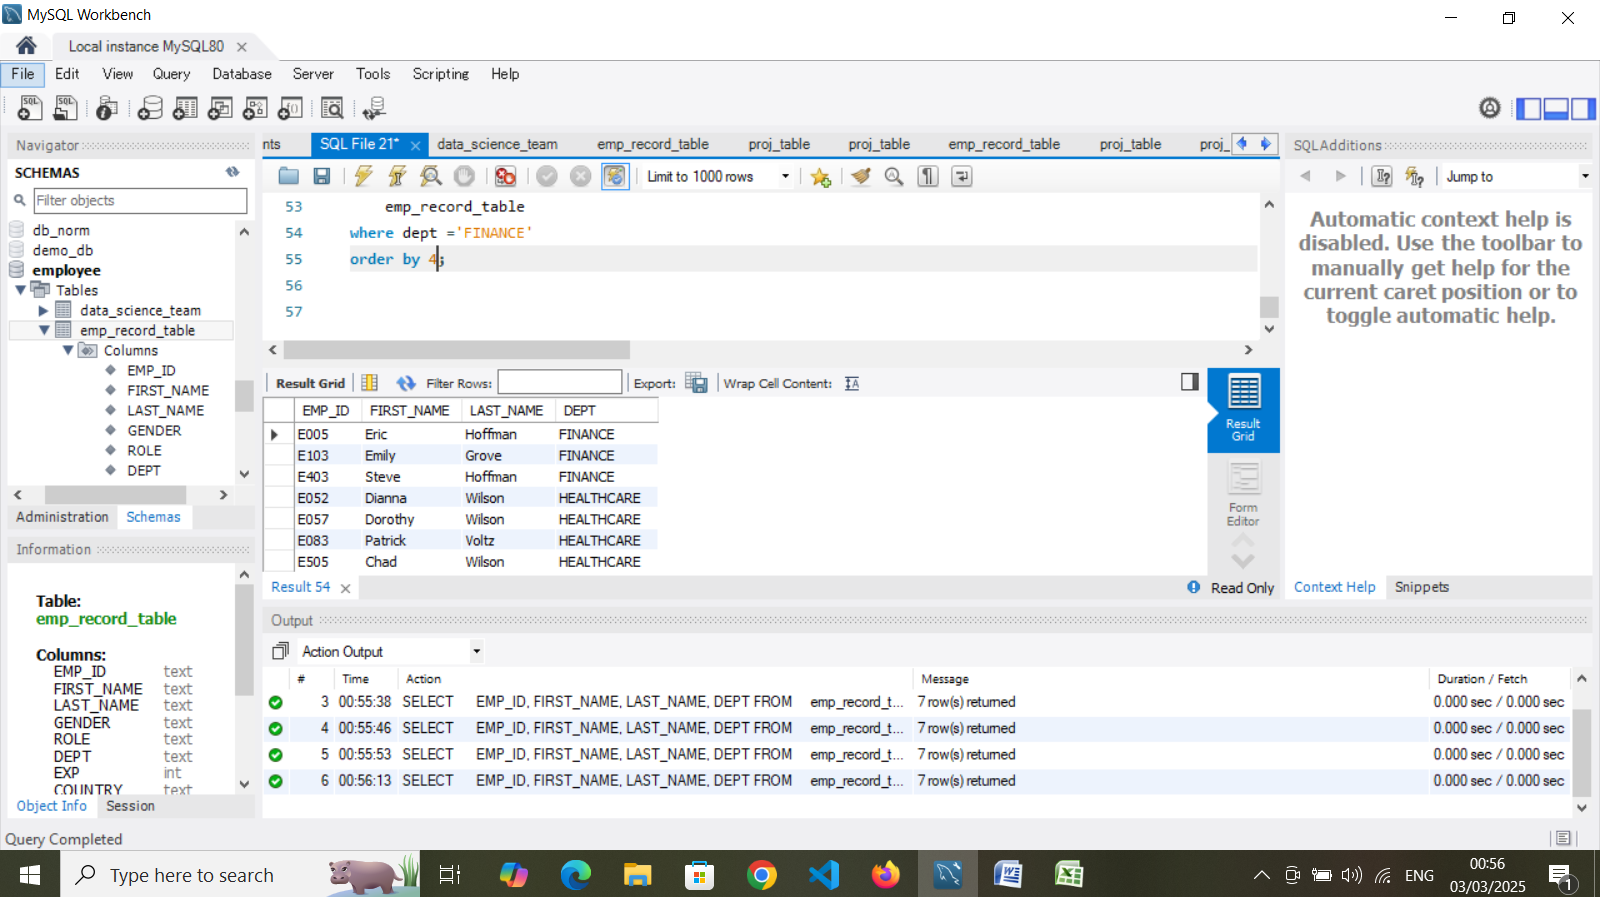 MySQL Workbench
Local instance MySQL80
File Edit View Query Database Server Tools Scripting Help
Navigator
SCHEMAS
Filter objects
db_norm
demo_db
employee
Tables
data_science_team
emp_record_table
Columns
EMP_ID
FIRST_NAME
LAST_NAME
GENDER
ROLE
DEPT
Administration Schemas
Information
Table:
emp_record_table
Columns:
EMP_ID text
FIRST_NAME text
LAST_NAME text
GENDER text
ROLE text
DEPT text
EXP int
COUNTRY text
Object Info Session
Query Completed
nts SQL File 21* data_science_team emp_record_table proj_table proj_table emp_record_table proj_table proj_
Limit to 1000 rows
53 emp_record_table
54 where dept ='FINANCE'
55 order by 4;
56
57
Result Grid Filter Rows: Export: Wrap Cell Content:
EMP_ID FIRST_NAME LAST_NAME DEPT
E005 Eric Hoffman FINANCE
E103 Emily Grove FINANCE
E403 Steve Hoffman FINANCE
E052 Dianna Wilson HEALTHCARE
E057 Dorothy Wilson HEALTHCARE
E083 Patrick Voltz HEALTHCARE
E505 Chad Wilson HEALTHCARE
Result Grid
Form Editor
Result 54
Read Only
SQLAdditions
Jump to
Automatic context help is
disabled. Use the toolbar to
manually get help for the
current caret position or to
toggle automatic help.
Context Help Snippets
Output
Action Output
# Time Action Message Duration / Fetch
3 00:55:38 SELECT EMP_ID, FIRST_NAME, LAST_NAME, DEPT FROM emp_record_t... 7 row(s) returned 0.000 sec / 0.000 sec
4 00:55:46 SELECT EMP_ID, FIRST_NAME, LAST_NAME, DEPT FROM emp_record_t... 7 row(s) returned 0.000 sec / 0.000 sec
5 00:55:53 SELECT EMP_ID, FIRST_NAME, LAST_NAME, DEPT FROM emp_record_t... 7 row(s) returned 0.000 sec / 0.000 sec
6 00:56:13 SELECT EMP_ID, FIRST_NAME, LAST_NAME, DEPT FROM emp_record_t... 7 row(s) returned 0.000 sec / 0.000 sec
Type here to search
ENG
00:56
03/03/2025
1